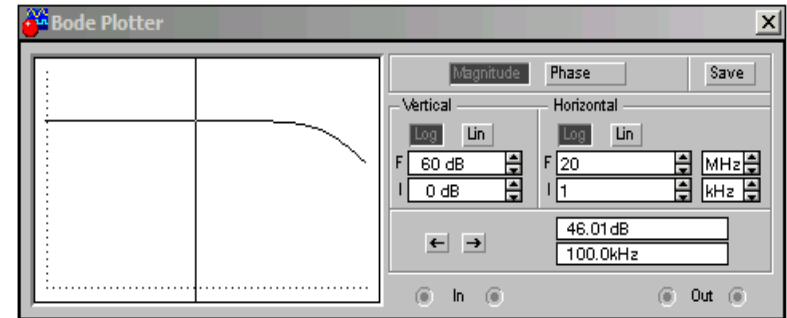 Bode Plotter
Magnitude Phase Save
Vertical Horizontal
Log Lin Log Lin
F 60 dB F 20 MHz
I 0 dB I 1 kHz
← → 46.01dB
100.0kHz
In Out